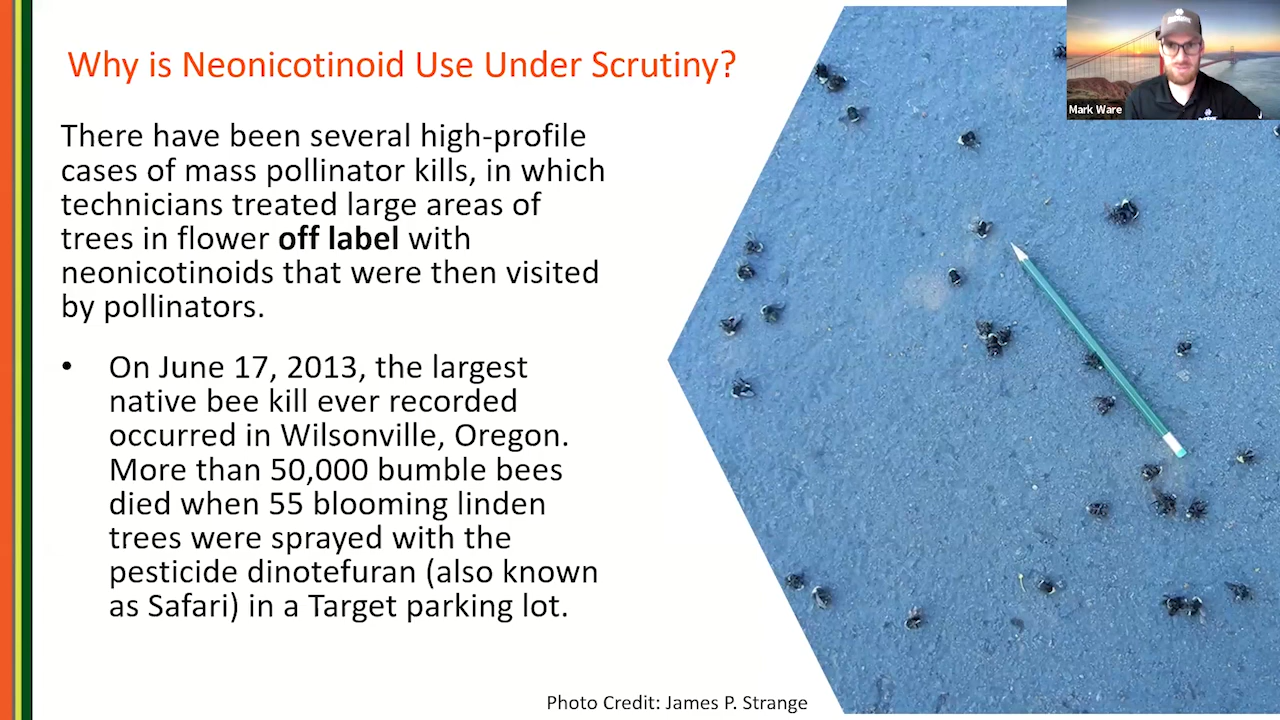 Why is Neonicotinoid Use Under Scrutiny?
There have been several high-profile
cases of mass pollinator kills, in which
technicians treated large areas of
trees in flower off label with
neonicotinoids that were then visited
by pollinators.
• On June 17, 2013, the largest
native bee kill ever recorded
occurred in Wilsonville, Oregon.
More than 50,000 bumble bees
died when 55 blooming linden
trees were sprayed with the
pesticide dinotefuran (also known
as Safari) in a Target parking lot.
Photo Credit: James P. Strange
Mark Ware